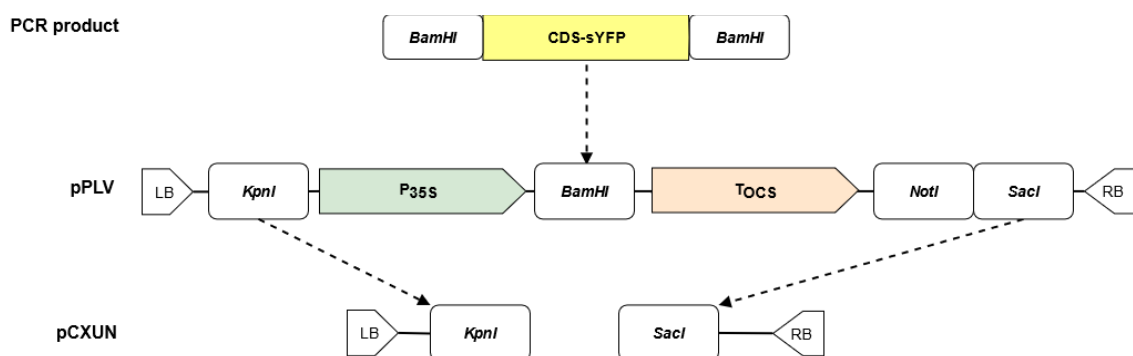 PCR product
BamHI CDS-sYFP BamHI
pPLV LB KpnI P35S BamHI TOCS NotI SacI RB
pCXUN LB KpnI SacI RB